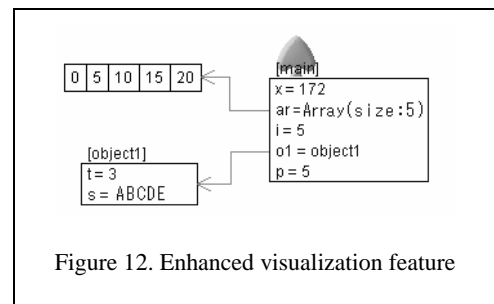 0 5 10 15 20
[main]
x = 172
ar=Array(size:5)
i = 5
o1 = object1
p = 5
[object1]
t = 3
s = ABCDE
Figure 12. Enhanced visualization feature